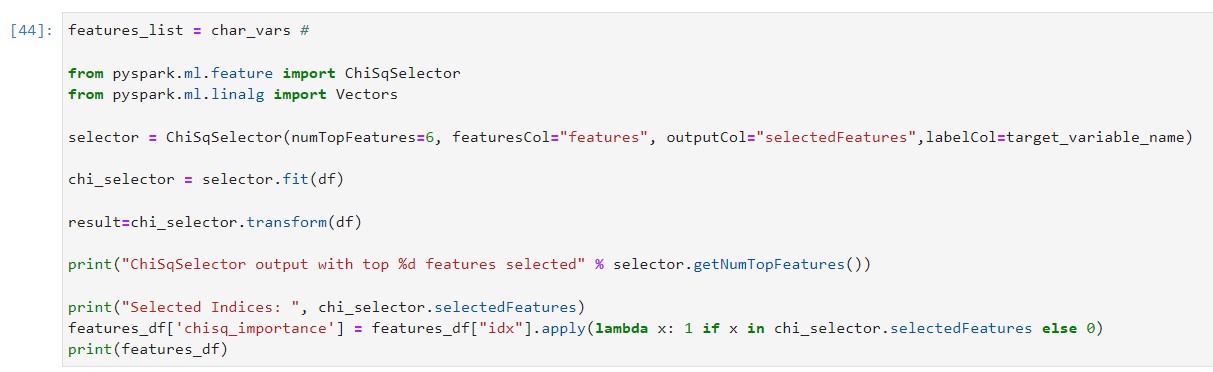 [44]: features_list = char_vars #
from pyspark.ml.feature import ChiSqSelector
from pyspark.ml.linalg import Vectors
selector = ChiSqSelector(numTopFeatures=6, featuresCol="features", outputCol="selectedFeatures",labelCol=target_variable_name)
chi_selector = selector.fit(df)
result=chi_selector.transform(df)
print("ChiSqSelector output with top %d features selected" % selector.getNumTopFeatures())
print("Selected Indices: ", chi_selector.selectedFeatures)
features_df['chisq_importance'] = features_df["idx"].apply(lambda x: 1 if x in chi_selector.selectedFeatures else 0)
print(features_df)